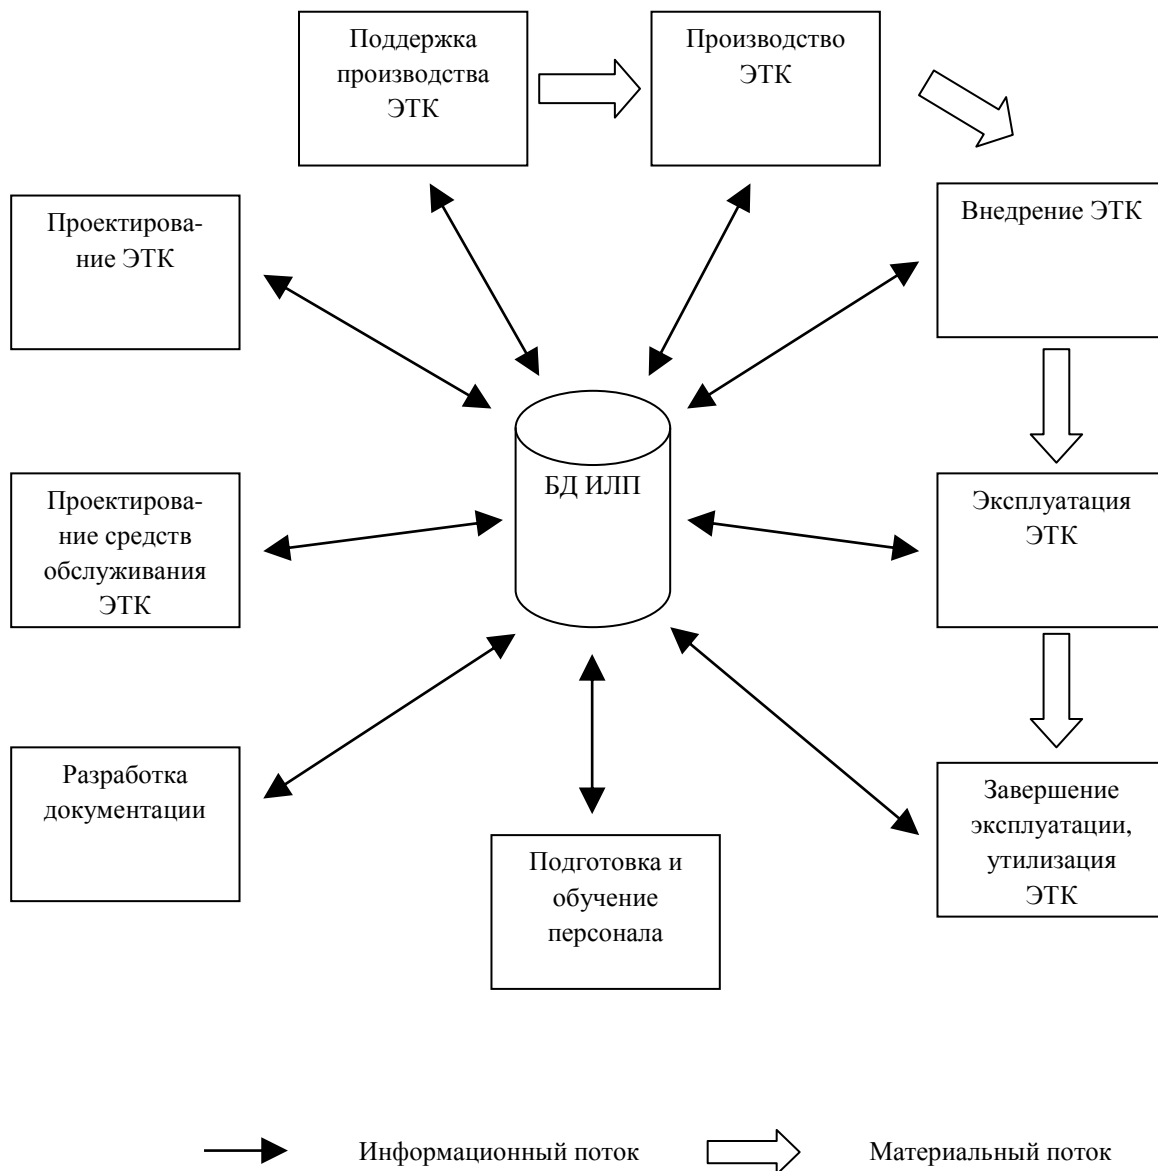 Поддержка
производства
ЭТК
Производство
ЭТК
Проектирова-
ние ЭТК
Внедрение ЭТК
БД ИЛП
Проектирова-
ние средств
обслуживания
ЭТК
Эксплуатация
ЭТК
Разработка
документации
Подготовка и
обучение
персонала
Завершение
эксплуатации,
утилизация
ЭТК
Информационный поток
Материальный поток